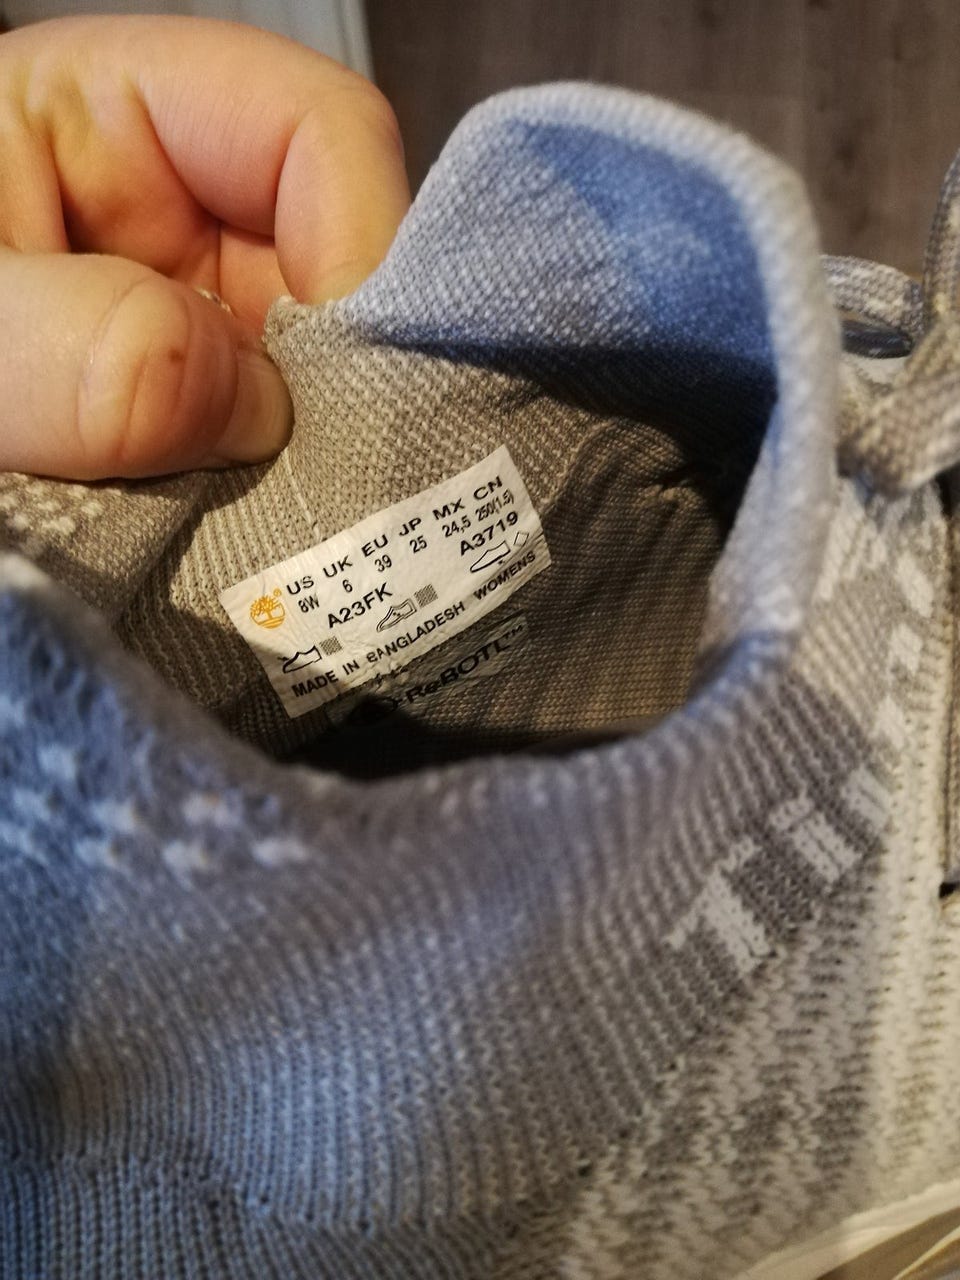 US UK EU JP MX CN
8W 6 39 25 24,5 250(1.5)
A23FK A3719
MADE IN BANGLADESH WOMENS
ReBOTL™